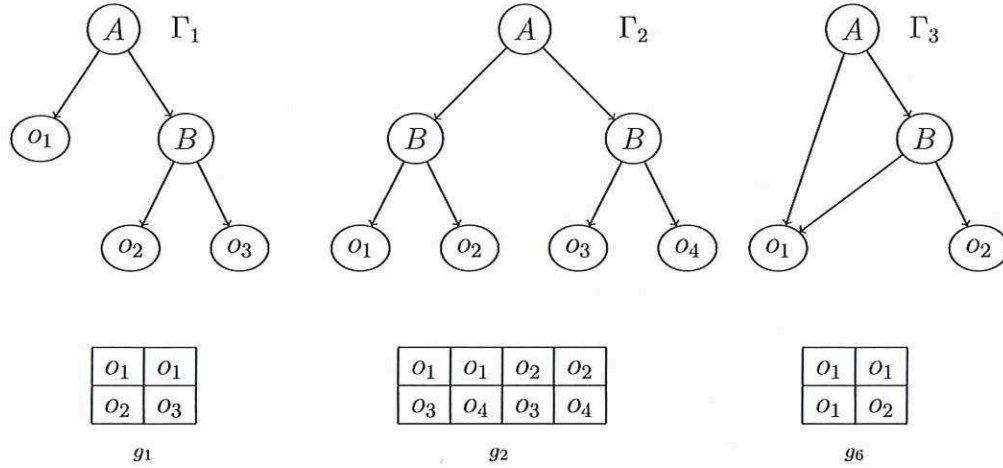 A Γ₁ A Γ₂ A Γ₃
o₁ B B B B
o₂ o₃ o₁ o₂ o₃ o₄ o₁ o₂
o₁ o₁ o₁ o₁ o₂ o₂ o₁ o₁
o₂ o₃ o₃ o₄ o₃ o₄ o₁ o₂
g₁ g₂ g₆